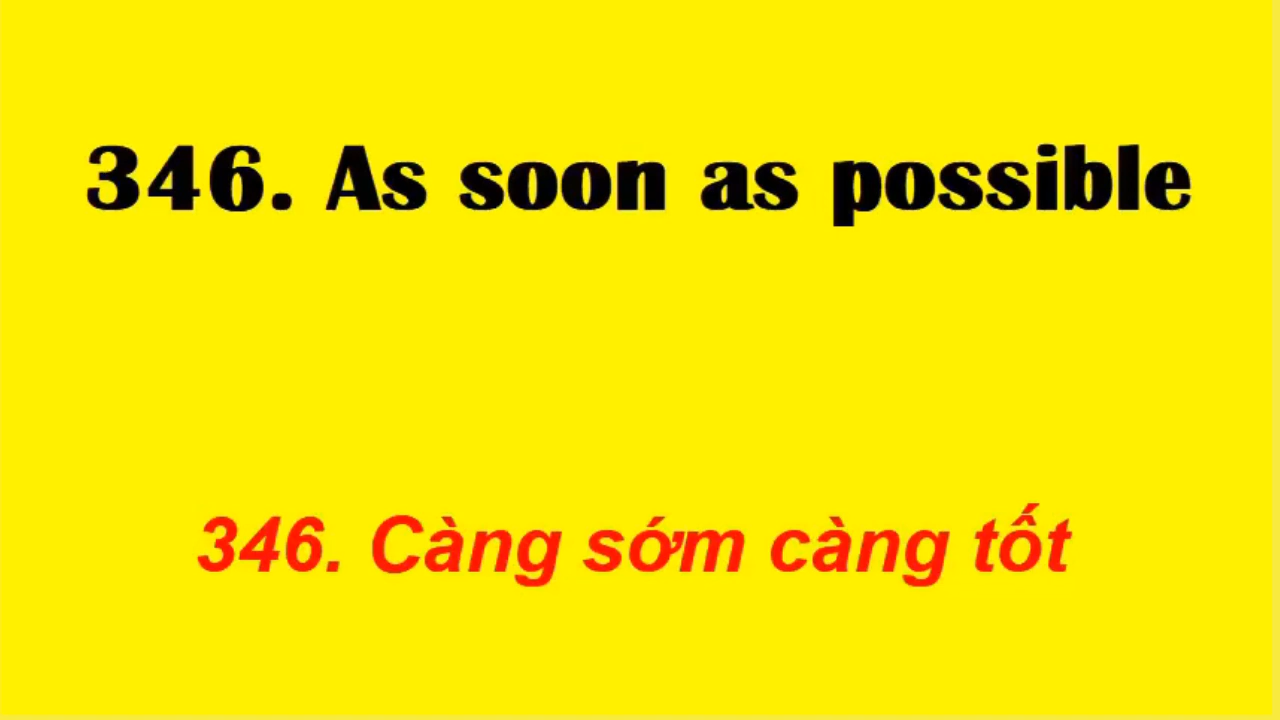 346. As soon as possible
346. Càng sớm càng tốt